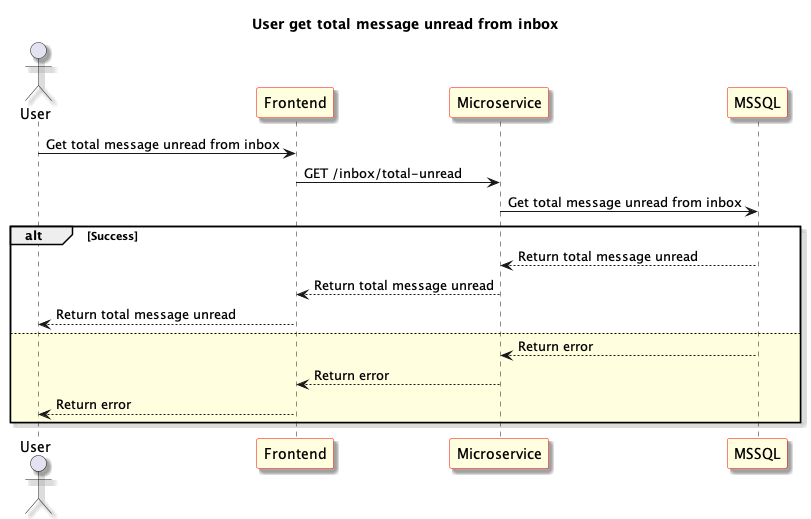 User get total message unread from inbox
User
Frontend
Microservice
MSSQL
Get total message unread from inbox
GET /inbox/total-unread
Get total message unread from inbox
alt
[Success]
Return total message unread
Return total message unread
Return total message unread
Return error
Return error
Return error
User
Frontend
Microservice
MSSQL